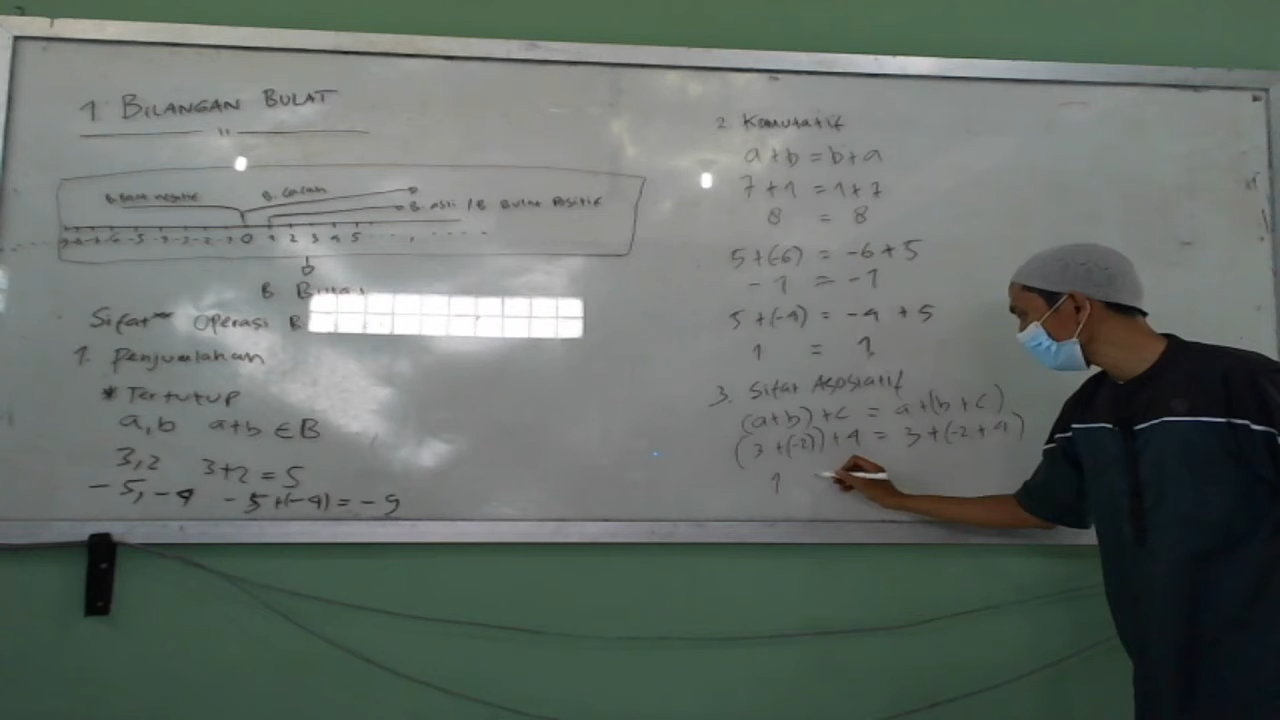 1 BILANGAN BULAT
B. Bulat negatif
B. Cacah
B. Asli / B Bulat Positif
0 1 2 3 4 5
B Bulat
Sifat Operasi B
1. Penjumlahan
* Tertutup
a, b a+b ∈ B
3, 2 3+2 = 5
-5, -4 -5+(-4) = -9
2. Komutatif
a+b = b+a
7+1 = 1+7
8 = 8
5+(-6) = -6+5
-1 = -1
5+(-4) = -4+5
1 = 1
3. Sifat Asosiatif
(a+b)+c = a+(b+c)
(3+(-2))+4 = 3+(-2+4)
1